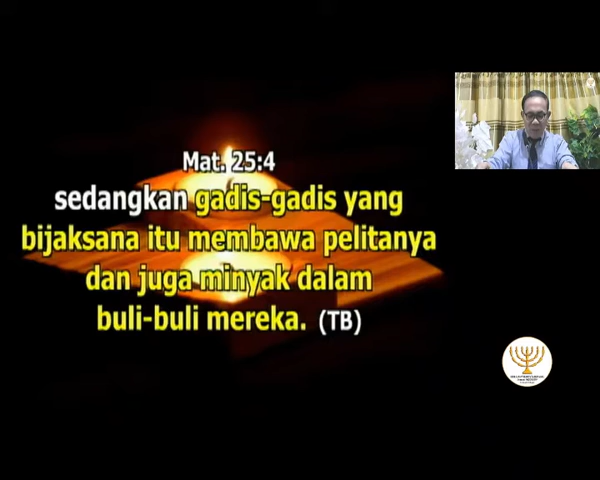 Mat. 25:4
sedangkan gadis-gadis yang
bijaksana itu membawa pelitanya
dan juga minyak dalam
buli-buli mereka. (TB)